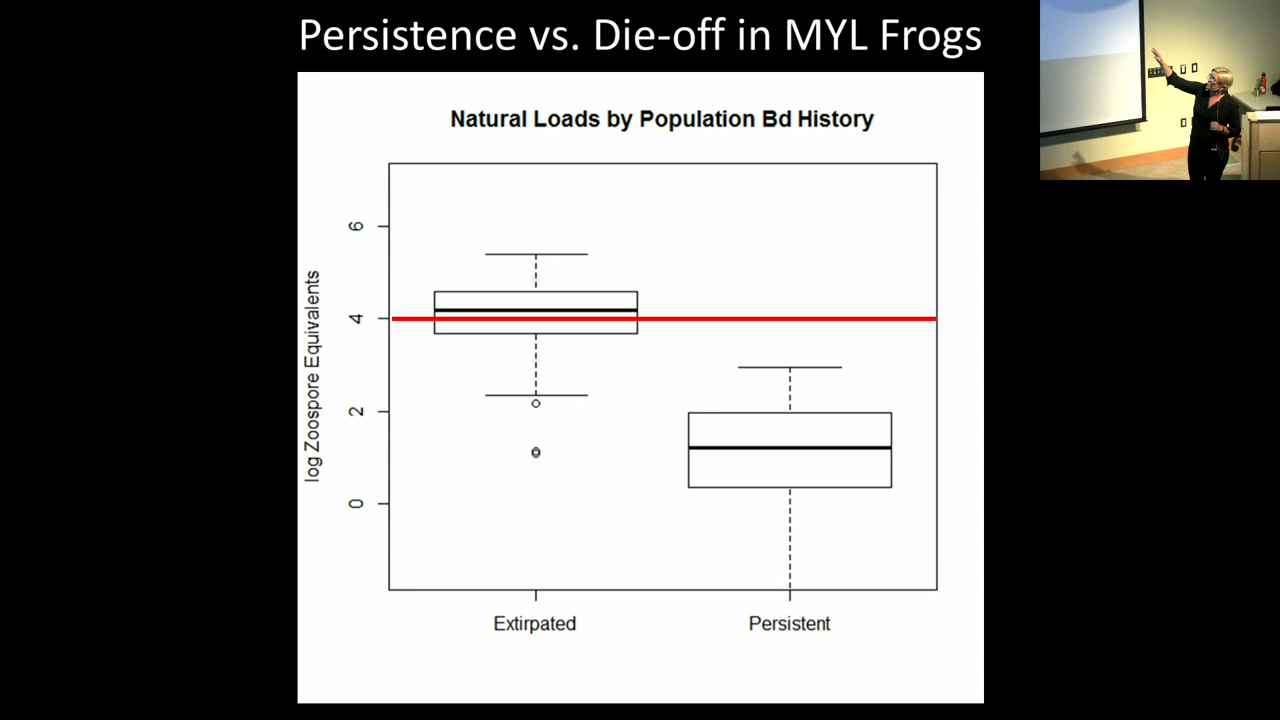 Persistence vs. Die-off in MYL Frogs
Natural Loads by Population Bd History
log Zoospore Equivalents
6
4
2
0
Extirpated
Persistent